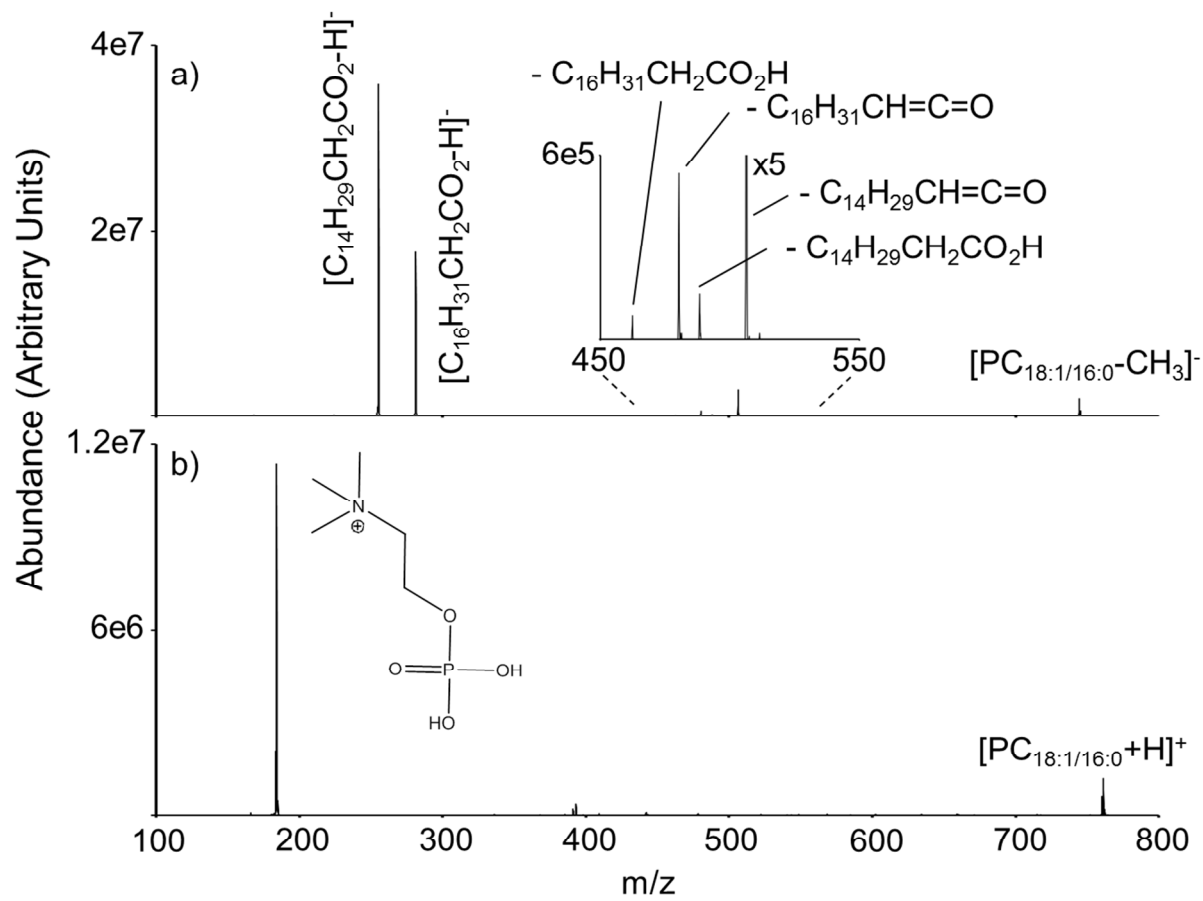 4e7
a)
2e7
Abundance (Arbitrary Units)
[C₁₄H₂₉CH₂CO₂-H]⁻
[C₁₆H₃₁CH₂CO₂-H]⁻
- C₁₆H₃₁CH₂CO₂H
- C₁₆H₃₁CH=C=O
6e5
x5
- C₁₄H₂₉CH=C=O
- C₁₄H₂₉CH₂CO₂H
450
550
[PC₁₈:₁/₁₆:₀-CH₃]⁻
1.2e7
b)
6e6
N
⊕
O
O
P
OH
HO
[PC₁₈:₁/₁₆:₀+H]⁺
100 200 300 400 500 600 700 800
m/z